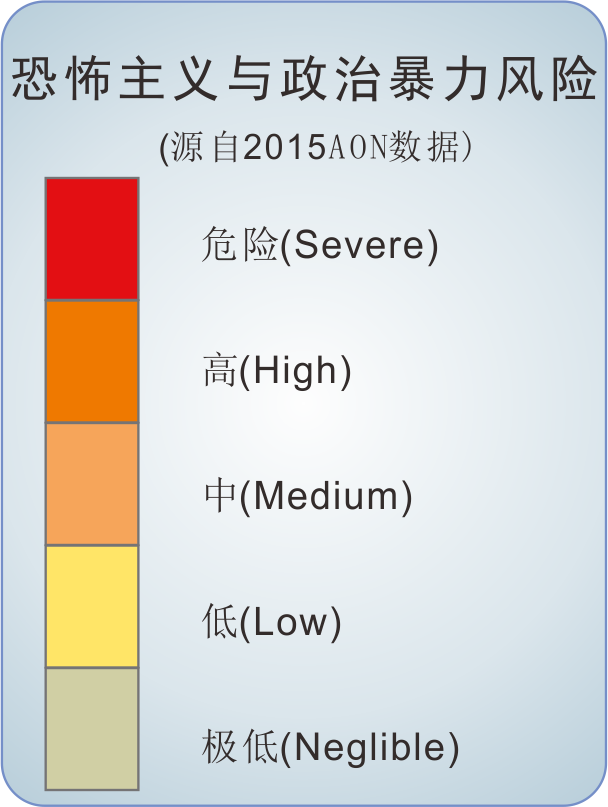 恐怖主义与政治暴力风险
(源自2015AON数据)
危险(Severe)
高(High)
中(Medium)
低(Low)
极低(Neglible)